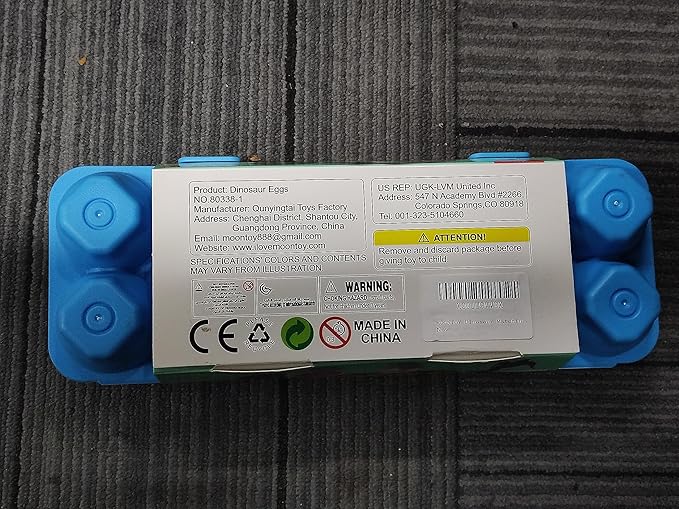 Product: Dinosaur Eggs
NO.80338-1
Manufacturer: Qunyingtai Toys Factory
Address: Chenghai District, Shantou City,
Guangdong Province, China
Email: moontoy888@gmail.com
Website: www.ilovemoontoy.com
SPECIFICATIONS, COLORS AND CONTENTS
MAY VARY FROM ILLUSTRATION.
WARNING:
CE
MADE IN
CHINA
US REP: UGK-LVM United Inc
Address: 547 N Academy Blvd #2266
Colorado Springs,CO 80918
Tel: 001-323-5104660
ATTENTION!
Remove and discard package before
giving toy to child.